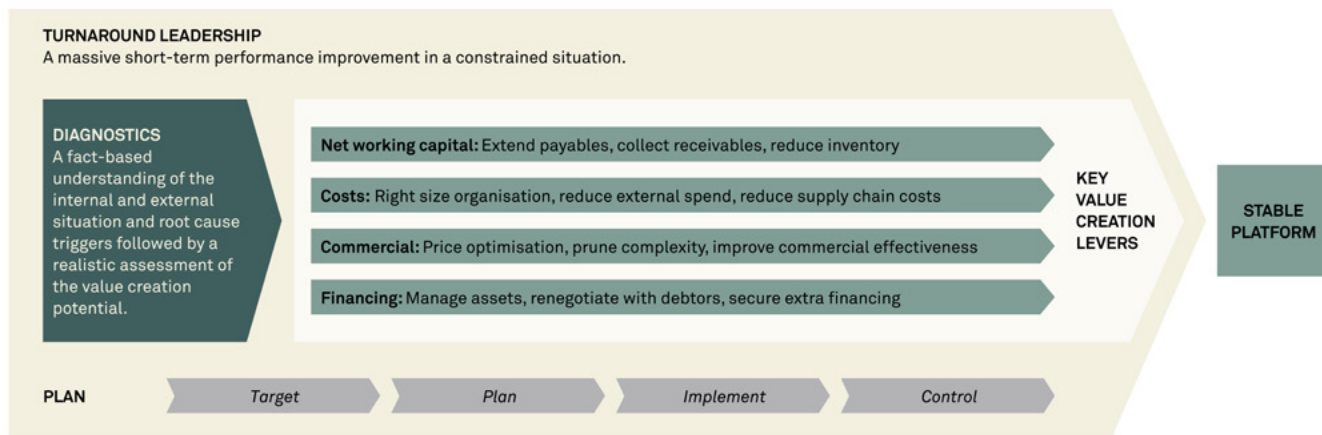 TURNAROUND LEADERSHIP
A massive short-term performance improvement in a constrained situation.
DIAGNOSTICS
A fact-based
understanding of the
internal and external
situation and root cause
triggers followed by a
realistic assessment of
the value creation
potential.
Net working capital: Extend payables, collect receivables, reduce inventory
Costs: Right size organisation, reduce external spend, reduce supply chain costs
Commercial: Price optimisation, prune complexity, improve commercial effectiveness
Financing: Manage assets, renegotiate with debtors, secure extra financing
KEY
VALUE
CREATION
LEVERS
STABLE
PLATFORM
PLAN
Target
Plan
Implement
Control